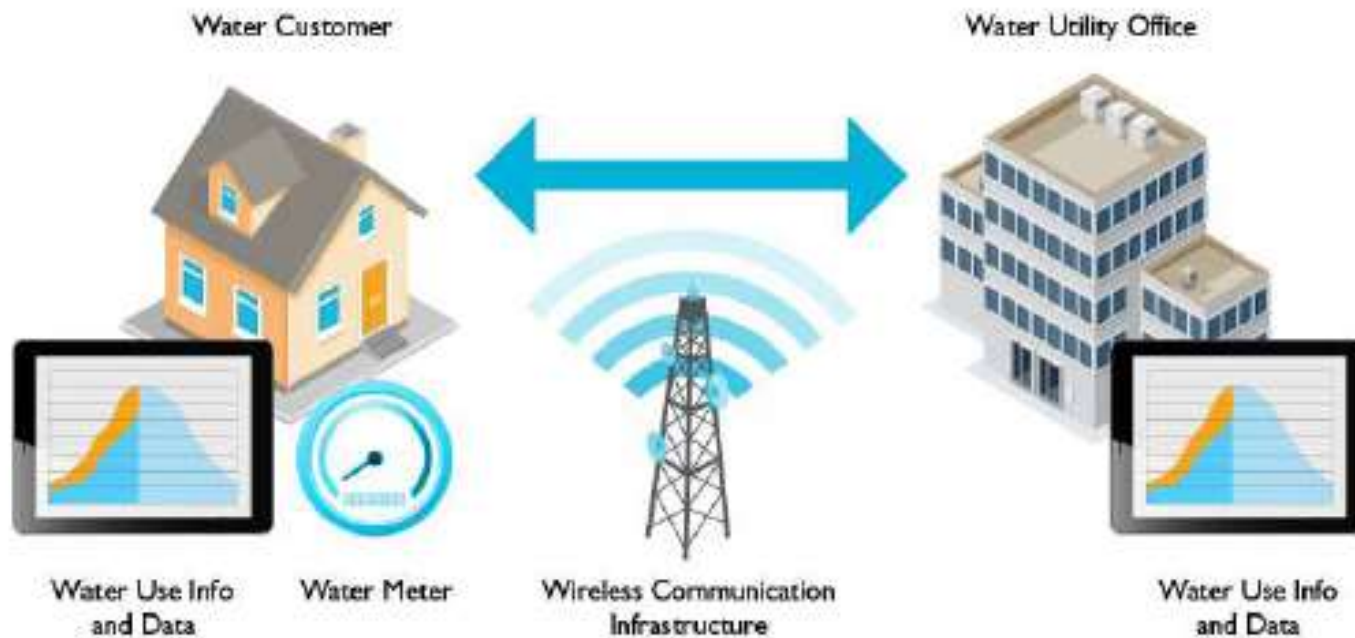 Water Customer
Water Utility Office
Water Use Info
and Data
Water Meter
Wireless Communication
Infrastructure
Water Use Info
and Data